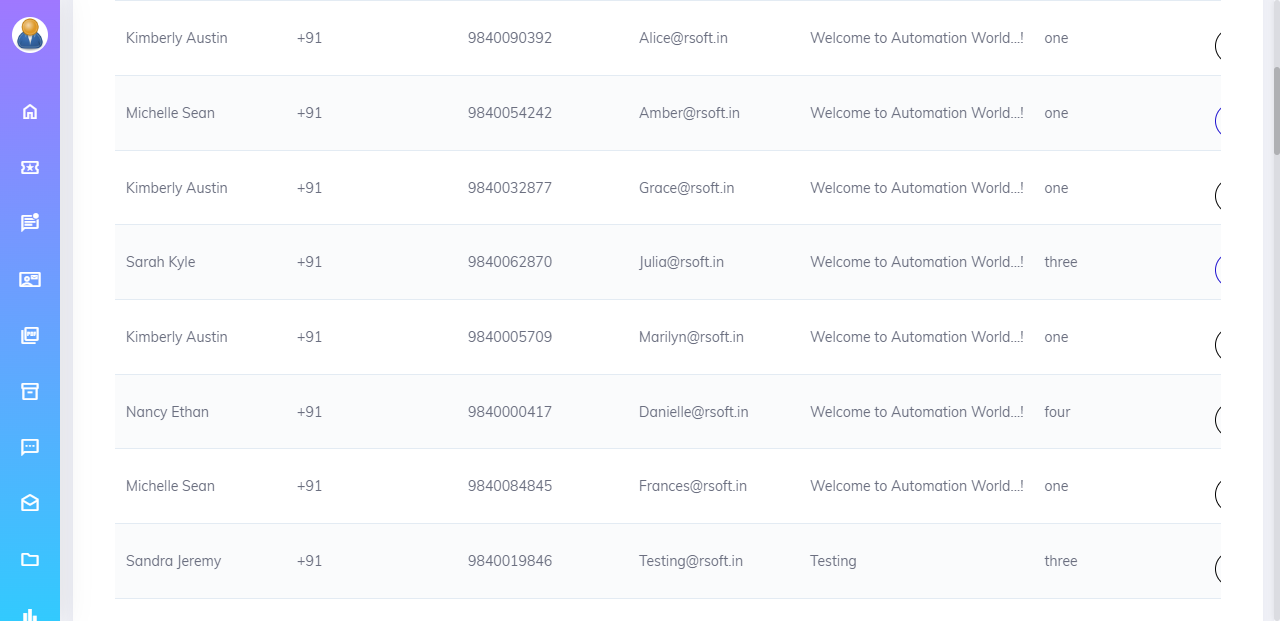 Kimberly Austin +91 9840090392 Alice@rsoft.in Welcome to Automation World...! one
Michelle Sean +91 9840054242 Amber@rsoft.in Welcome to Automation World...! one
Kimberly Austin +91 9840032877 Grace@rsoft.in Welcome to Automation World...! one
Sarah Kyle +91 9840062870 Julia@rsoft.in Welcome to Automation World...! three
Kimberly Austin +91 9840005709 Marilyn@rsoft.in Welcome to Automation World...! one
Nancy Ethan +91 9840000417 Danielle@rsoft.in Welcome to Automation World...! four
Michelle Sean +91 9840084845 Frances@rsoft.in Welcome to Automation World...! one
Sandra Jeremy +91 9840019846 Testing@rsoft.in Testing three